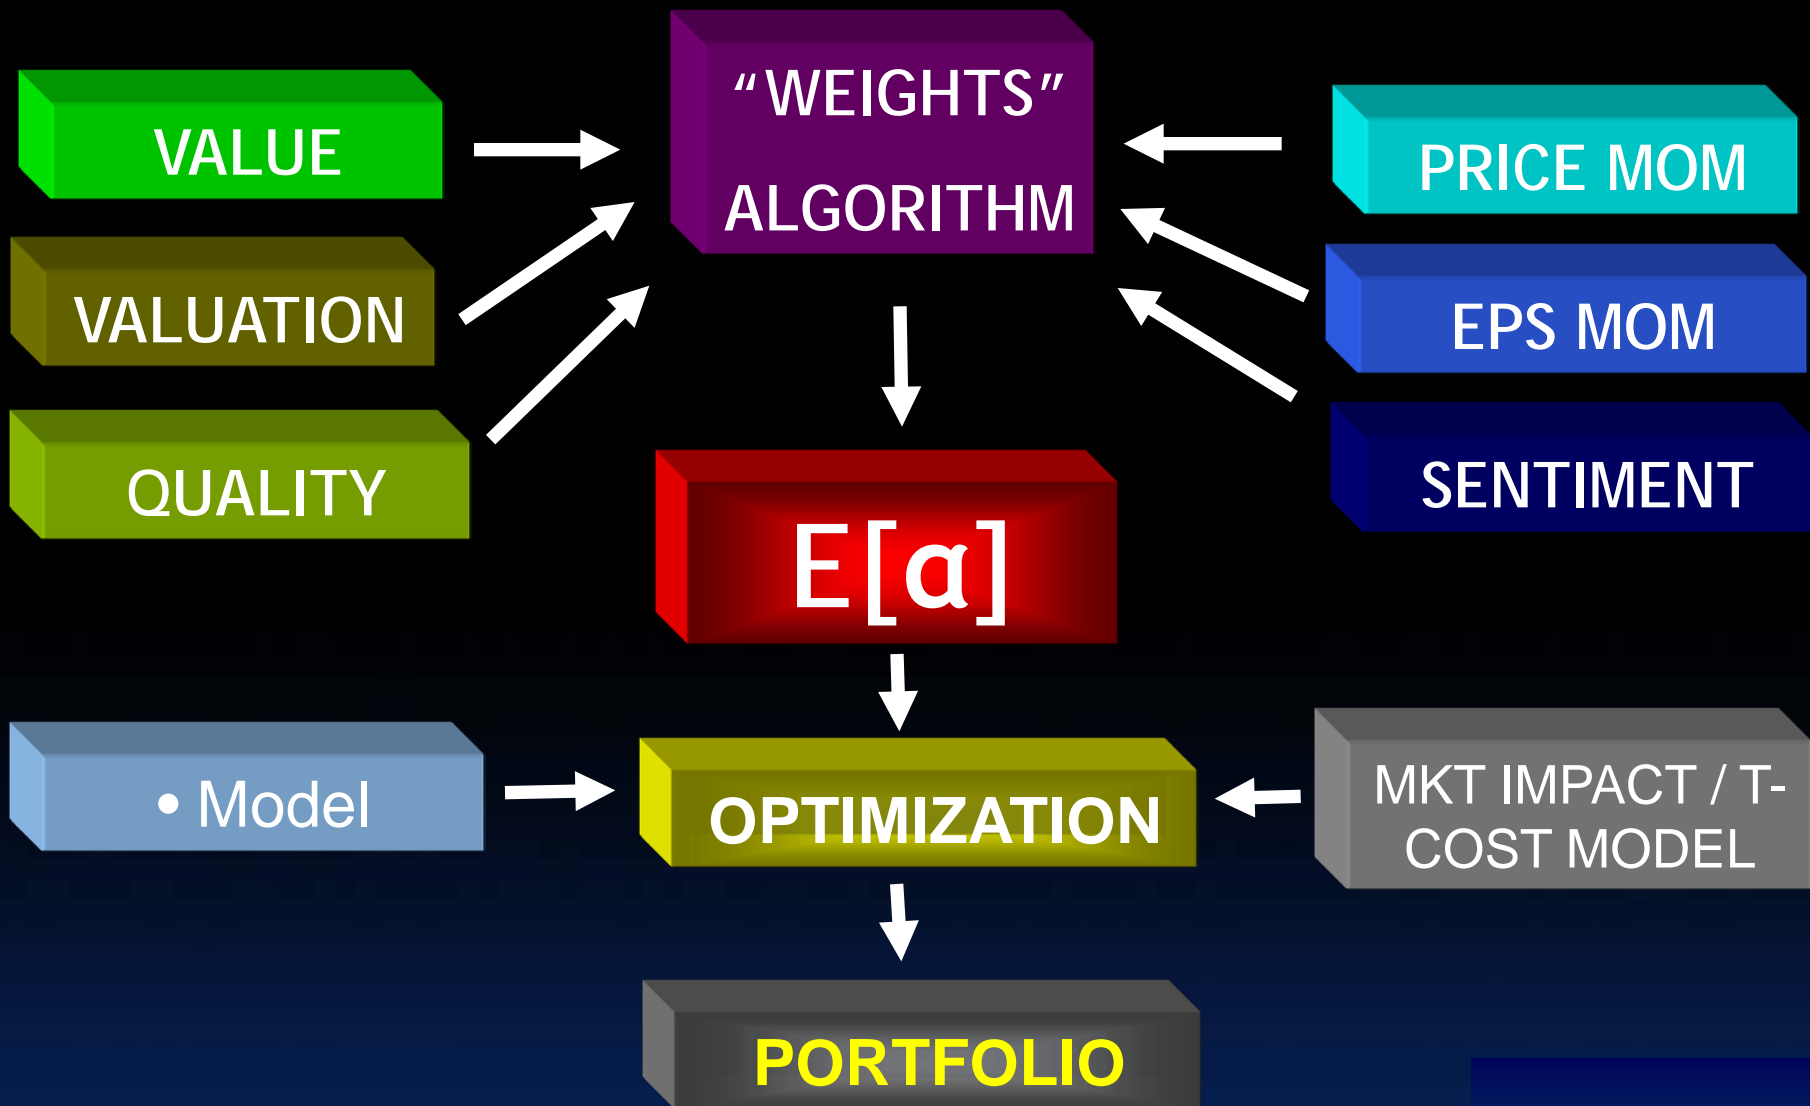 “WEIGHTS”
ALGORITHM
VALUE
PRICE MOM
VALUATION
EPS MOM
QUALITY
SENTIMENT
E[α]
• Model
OPTIMIZATION
MKT IMPACT / T-
COST MODEL
PORTFOLIO